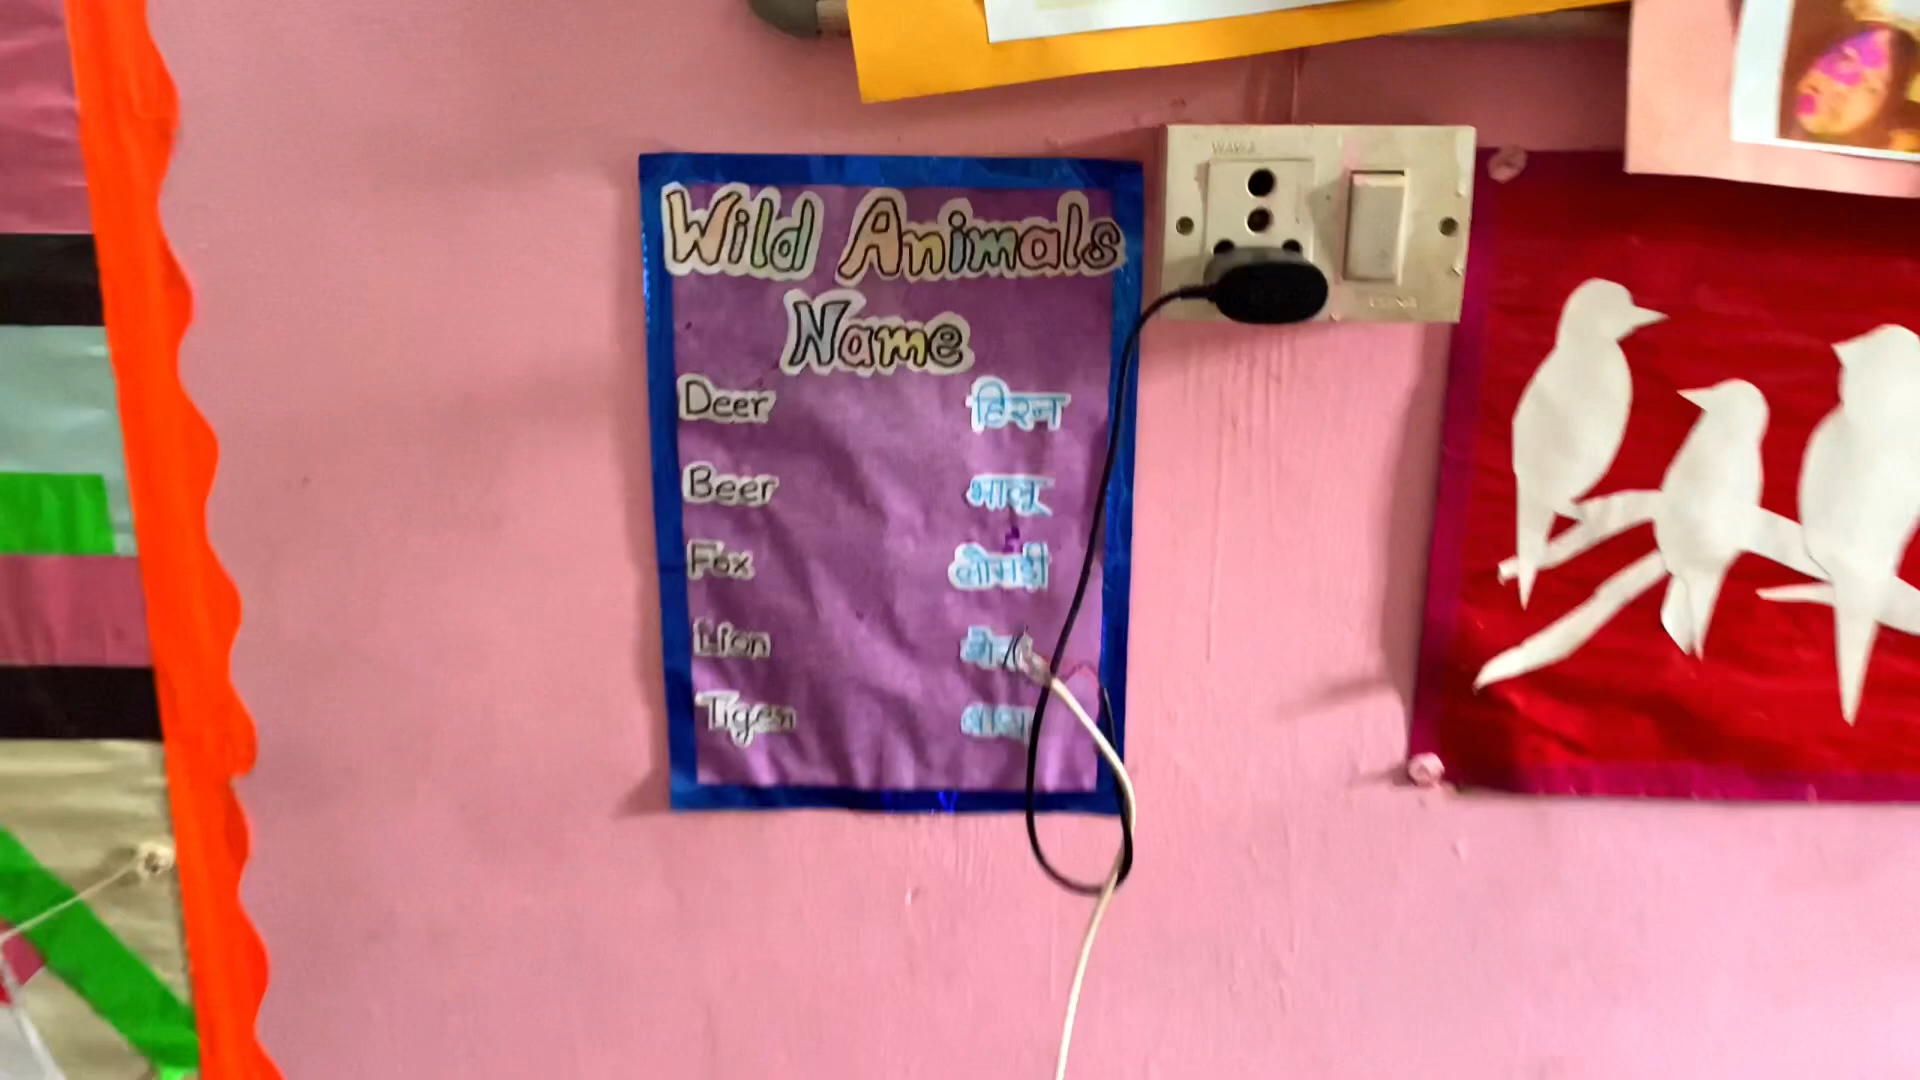 Wild Animals
Name
Deer हिरन
Beer भालू
Fox लोमड़ी
Lion
Tiger